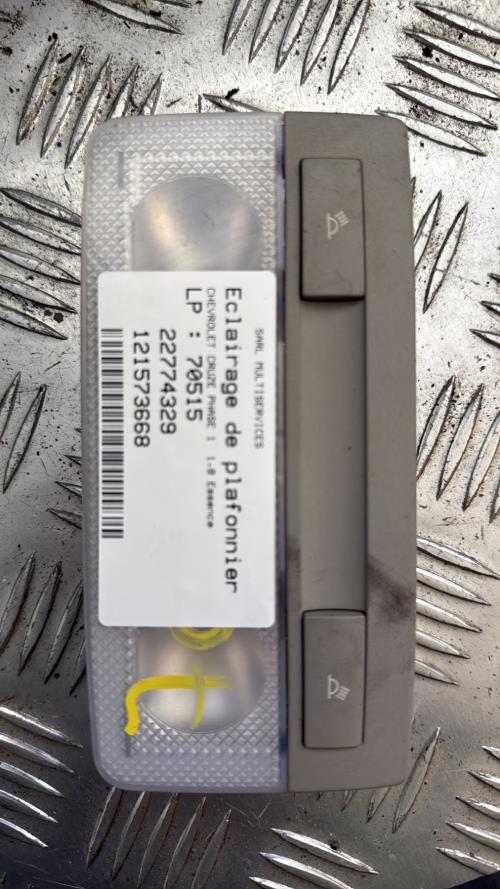 SARL MULTISERVICES
Eclairage de plafonnier
CHEVROLET CRUZE PHASE 1 1.8 Essence
LP : 70515
22774329
121573668